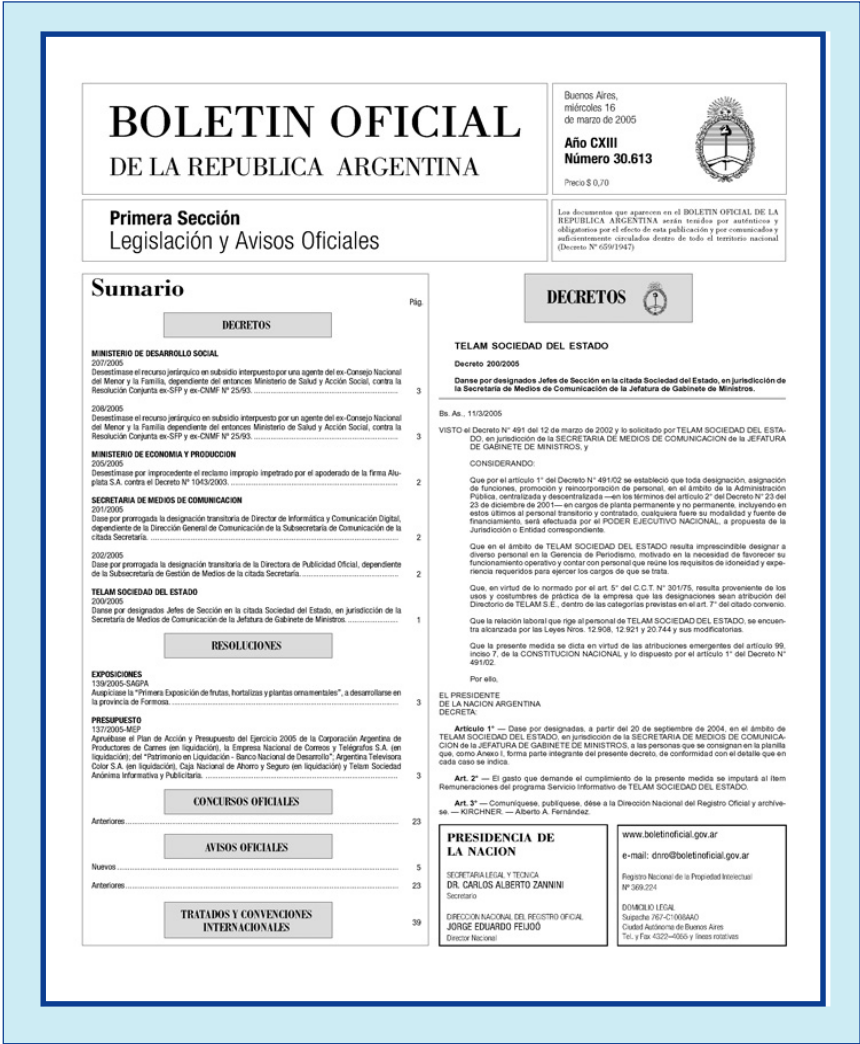 BOLETIN OFICIAL
DE LA REPUBLICA ARGENTINA
Buenos Aires,
miércoles 16
de marzo de 2005
Año CXIII
Número 30.613
Precio $ 0,70
Primera Sección
Legislación y Avisos Oficiales
Los documentos que aparecen en el BOLETIN OFICIAL DE LA
REPUBLICA ARGENTINA serán tenidos por auténticos y
obligatorios por el efecto de esta publicación y por comunicados y
suficientemente circulados dentro de todo el territorio nacional
(Decreto Nº 659/1947)
Sumario
Pág.
DECRETOS
MINISTERIO DE DESARROLLO SOCIAL
207/2005
Desestímase el recurso jerárquico en subsidio interpuesto por una agente del ex-Consejo Nacional
del Menor y la Familia, dependiente del entonces Ministerio de Salud y Acción Social, contra la
Resolución Conjunta ex-SFP y ex-CNMF Nº 25/93. 3
208/2005
Desestímase el recurso jerárquico en subsidio interpuesto por un agente del ex-Consejo Nacional
del Menor y la Familia, dependiente del entonces Ministerio de Salud y Acción Social, contra la
Resolución Conjunta ex-SFP y ex-CNMF Nº 25/93. 3
MINISTERIO DE ECONOMIA Y PRODUCCION
205/2005
Desestímase por improcedente el reclamo impropio impetrado por el apoderado de la firma Alu-
plata S.A. contra el Decreto Nº 1043/2003. 2
SECRETARIA DE MEDIOS DE COMUNICACION
201/2005
Dase por prorrogada la designación transitoria de Director de Informática y Comunicación Digital,
dependiente de la Dirección General de Comunicación de la Subsecretaría de Comunicación de la
citada Secretaría. 2
202/2005
Dase por prorrogada la designación transitoria de la Directora de Publicidad Oficial, dependiente
de la Subsecretaría de Gestión de Medios de la citada Secretaría. 2
TELAM SOCIEDAD DEL ESTADO
200/2005
Danse por designados Jefes de Sección en la citada Sociedad del Estado, en jurisdicción de la
Secretaría de Medios de Comunicación de la Jefatura de Gabinete de Ministros. 1
RESOLUCIONES
EXPOSICIONES
139/2005-SAGPA
Auspíciase la "Primera Exposición de frutas, hortalizas y plantas ornamentales", a desarrollarse en
la provincia de Formosa. 3
PRESUPUESTO
137/2005-MEP
Apruébase el Plan de Acción y Presupuesto del Ejercicio 2005 de la Corporación Argentina de
Productores de Carnes (en liquidación), la Empresa Nacional de Correos y Telégrafos S.A. (en
liquidación); del "Patrimonio en Liquidación - Banco Nacional de Desarrollo"; Argentina Televisora
Color S.A. (en liquidación), Caja Nacional de Ahorro y Seguro (en liquidación) y Telam Sociedad
Anónima Informativa y Publicitaria. 3
CONCURSOS OFICIALES
Anteriores 23
AVISOS OFICIALES
Nuevos 5
Anteriores 23
TRATADOS Y CONVENCIONES
INTERNACIONALES
39
DECRETOS
TELAM SOCIEDAD DEL ESTADO
Decreto 200/2005
Danse por designados Jefes de Sección en la citada Sociedad del Estado, en jurisdicción de
la Secretaría de Medios de Comunicación de la Jefatura de Gabinete de Ministros.
Bs. As., 11/3/2005
VISTO el Decreto N° 491 del 12 de marzo de 2002 y lo solicitado por TELAM SOCIEDAD DEL ESTA-
DO, en jurisdicción de la SECRETARIA DE MEDIOS DE COMUNICACION de la JEFATURA
DE GABINETE DE MINISTROS, y
CONSIDERANDO:
Que por el artículo 1° del Decreto N° 491/02 se estableció que toda designación, asignación
de funciones, promoción y reincorporación de personal, en el ámbito de la Administración
Pública, centralizada y descentralizada —en los términos del artículo 2° del Decreto N° 23 del
23 de diciembre de 2001— en cargos de planta permanente y no permanente, incluyendo en
estos últimos al personal transitorio y contratado, cualquiera fuere su modalidad y fuente de
financiamiento, será efectuada por el PODER EJECUTIVO NACIONAL, a propuesta de la
Jurisdicción o Entidad correspondiente.
Que en el ámbito de TELAM SOCIEDAD DEL ESTADO resulta imprescindible designar a
diverso personal en la Gerencia de Periodismo, motivado en la necesidad de favorecer su
funcionamiento operativo y contar con personal que reúne los requisitos de idoneidad y expe-
riencia requeridos para ejercer los cargos de que se trata.
Que, en virtud de lo normado por el art. 5° del C.C.T. N° 301/75, resulta proveniente de los
usos y costumbres de práctica de la empresa que las designaciones sean atribución del
Directorio de TELAM S.E., dentro de las categorías previstas en el art. 7° del citado convenio.
Que la relación laboral que rige al personal de TELAM SOCIEDAD DEL ESTADO, se encuen-
tra alcanzada por las Leyes Nros. 12.908, 12.921 y 20.744 y sus modificatorias.
Que la presente medida se dicta en virtud de las atribuciones emergentes del artículo 99,
inciso 7, de la CONSTITUCION NACIONAL y lo dispuesto por el artículo 1° del Decreto N°
491/02.
Por ello,
EL PRESIDENTE
DE LA NACION ARGENTINA
DECRETA:
Artículo 1° — Dase por designadas, a partir del 20 de septiembre de 2004, en el ámbito de
TELAM SOCIEDAD DEL ESTADO, en jurisdicción de la SECRETARIA DE MEDIOS DE COMUNICA-
CION de la JEFATURA DE GABINETE DE MINISTROS, a las personas que se consignan en la planilla
que, como Anexo I, forma parte integrante del presente decreto, de conformidad con el detalle que en
cada caso se indica.
Art. 2° — El gasto que demande el cumplimiento de la presente medida se imputará al Item
Remuneraciones del programa Servicio Informativo de TELAM SOCIEDAD DEL ESTADO.
Art. 3° — Comuníquese, publíquese, dése a la Dirección Nacional del Registro Oficial y archíve-
se. — KIRCHNER. — Alberto A. Fernández.
PRESIDENCIA DE
LA NACION
SECRETARIA LEGAL Y TECNICA
DR. CARLOS ALBERTO ZANNINI
Secretario
DIRECCION NACIONAL DEL REGISTRO OFICIAL
JORGE EDUARDO FEIJOÓ
Director Nacional
www.boletinoficial.gov.ar
e-mail: dnro@boletinoficial.gov.ar
Registro Nacional de la Propiedad Intelectual
Nº 369.224
DOMICILIO LEGAL
Suipacha 767-C1008AAO
Ciudad Autónoma de Buenos Aires
Tel. y Fax 4322-4055 y líneas rotativas